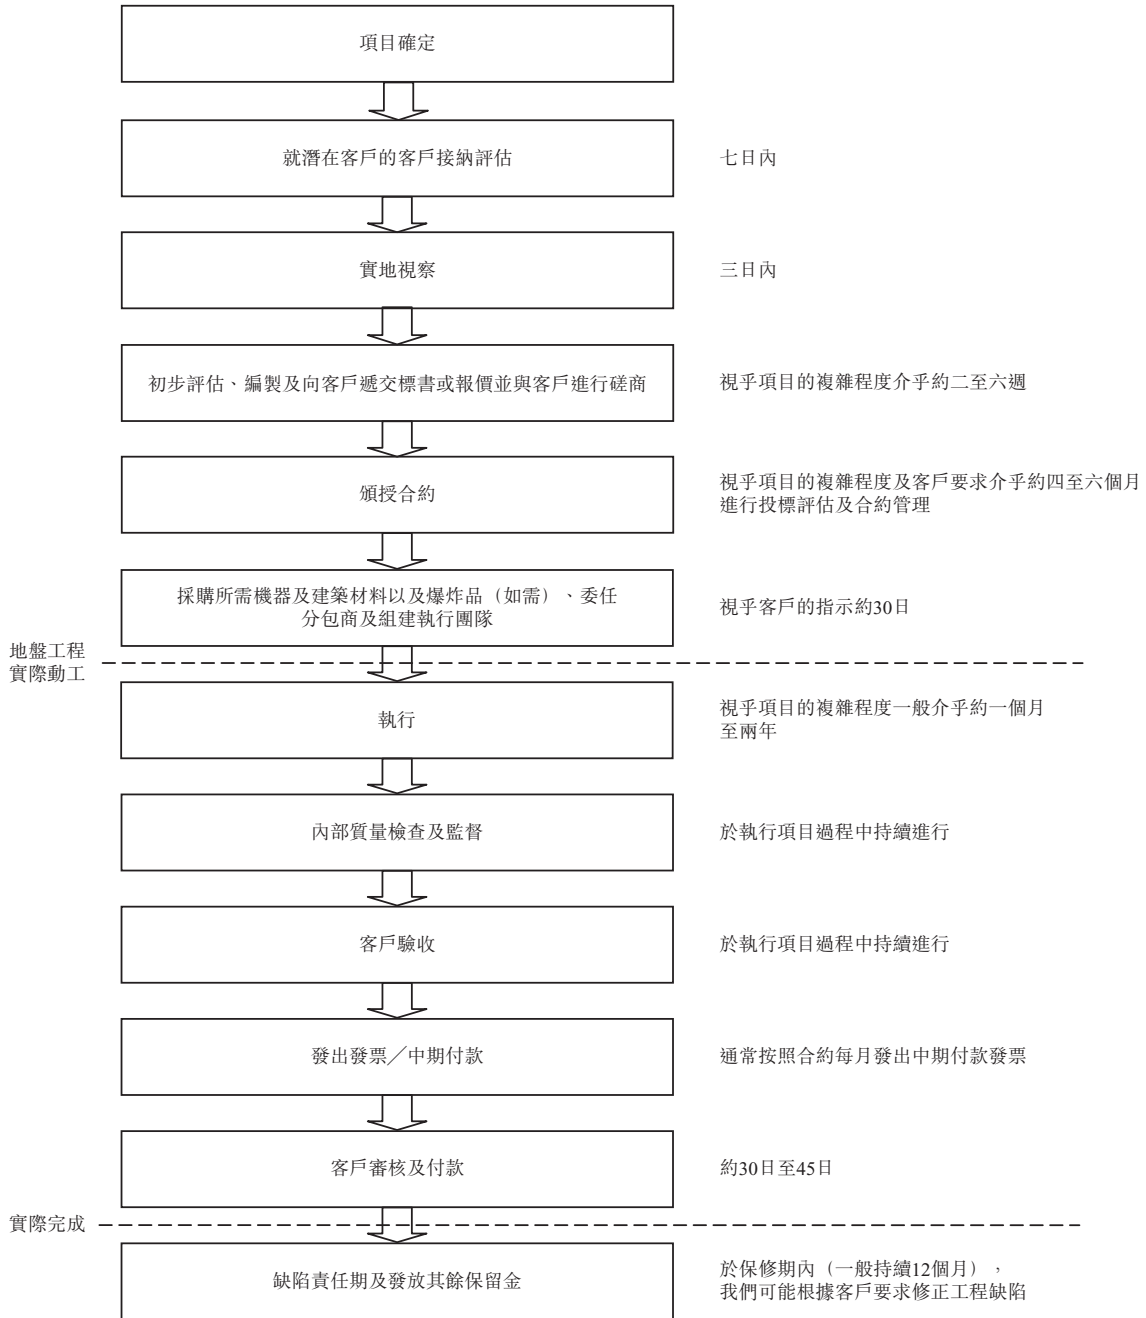 項目確定
就潛在客戶的客戶接納評估
七日內
實地視察
三日內
初步評估、編製及向客戶遞交標書或報價並與客戶進行磋商
視乎項目的複雜程度介乎約二至六週
頒授合約
視乎項目的複雜程度及客戶要求介乎約四至六個月
進行投標評估及合約管理
採購所需機器及建築材料以及爆炸品（如需）、委任
分包商及組建執行團隊
視乎客戶的指示約30日
地盤工程
實際動工
執行
視乎項目的複雜程度一般介乎約一個月
至兩年
內部質量檢查及監督
於執行項目過程中持續進行
客戶驗收
於執行項目過程中持續進行
發出發票／中期付款
通常按照合約每月發出中期付款發票
客戶審核及付款
約30日至45日
實際完成
缺陷責任期及發放其餘保留金
於保修期內（一般持續12個月），
我們可能根據客戶要求修正工程缺陷